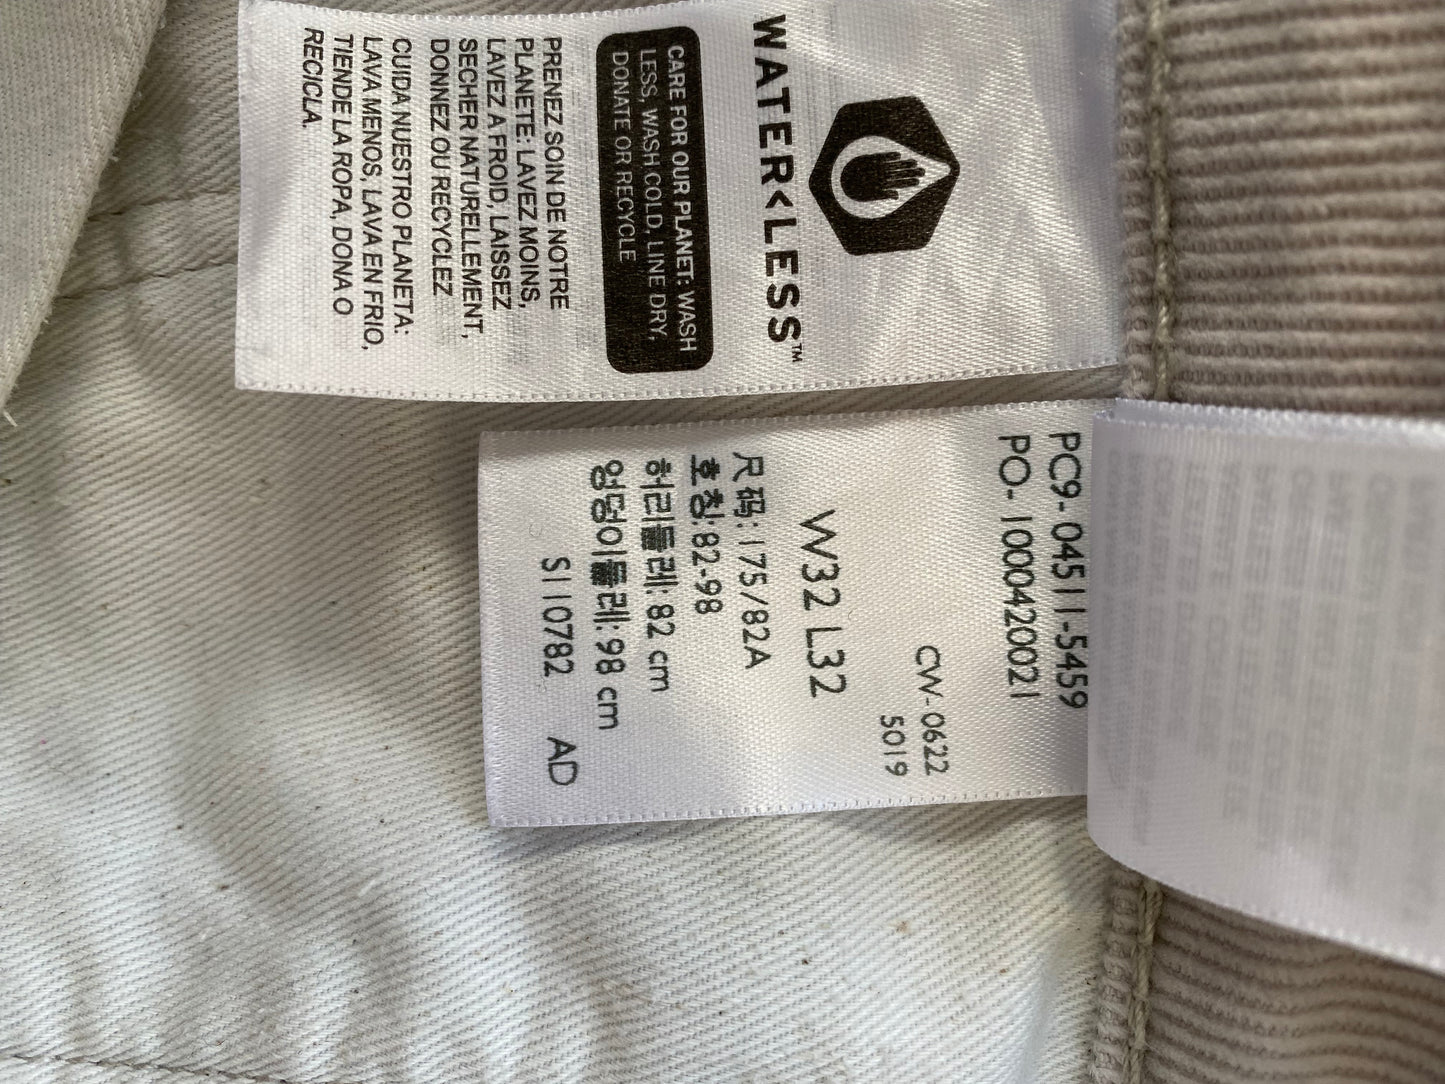 WATER<LESS™
CARE FOR OUR PLANET: WASH
LESS, WASH COLD, LINE DRY,
DONATE OR RECYCLE
PRENEZ SOIN DE NOTRE
PLANETE: LAVEZ MOINS,
LAVEZ A FROID, LAISSEZ
SECHER NATURELLEMENT,
DONNEZ OU RECYCLEZ
CUIDA NUESTRO PLANETA:
LAVA MENOS, LAVA EN FRIO,
TIENDE LA ROPA, DONA O
RECICLA.
PC9-04511-5459
PO-1000420021
CW-0622
5019
W32 L32
尺码:175/82A
호칭:82-98
허리둘레: 82 cm
엉덩이둘레: 98 cm
S110782 AD